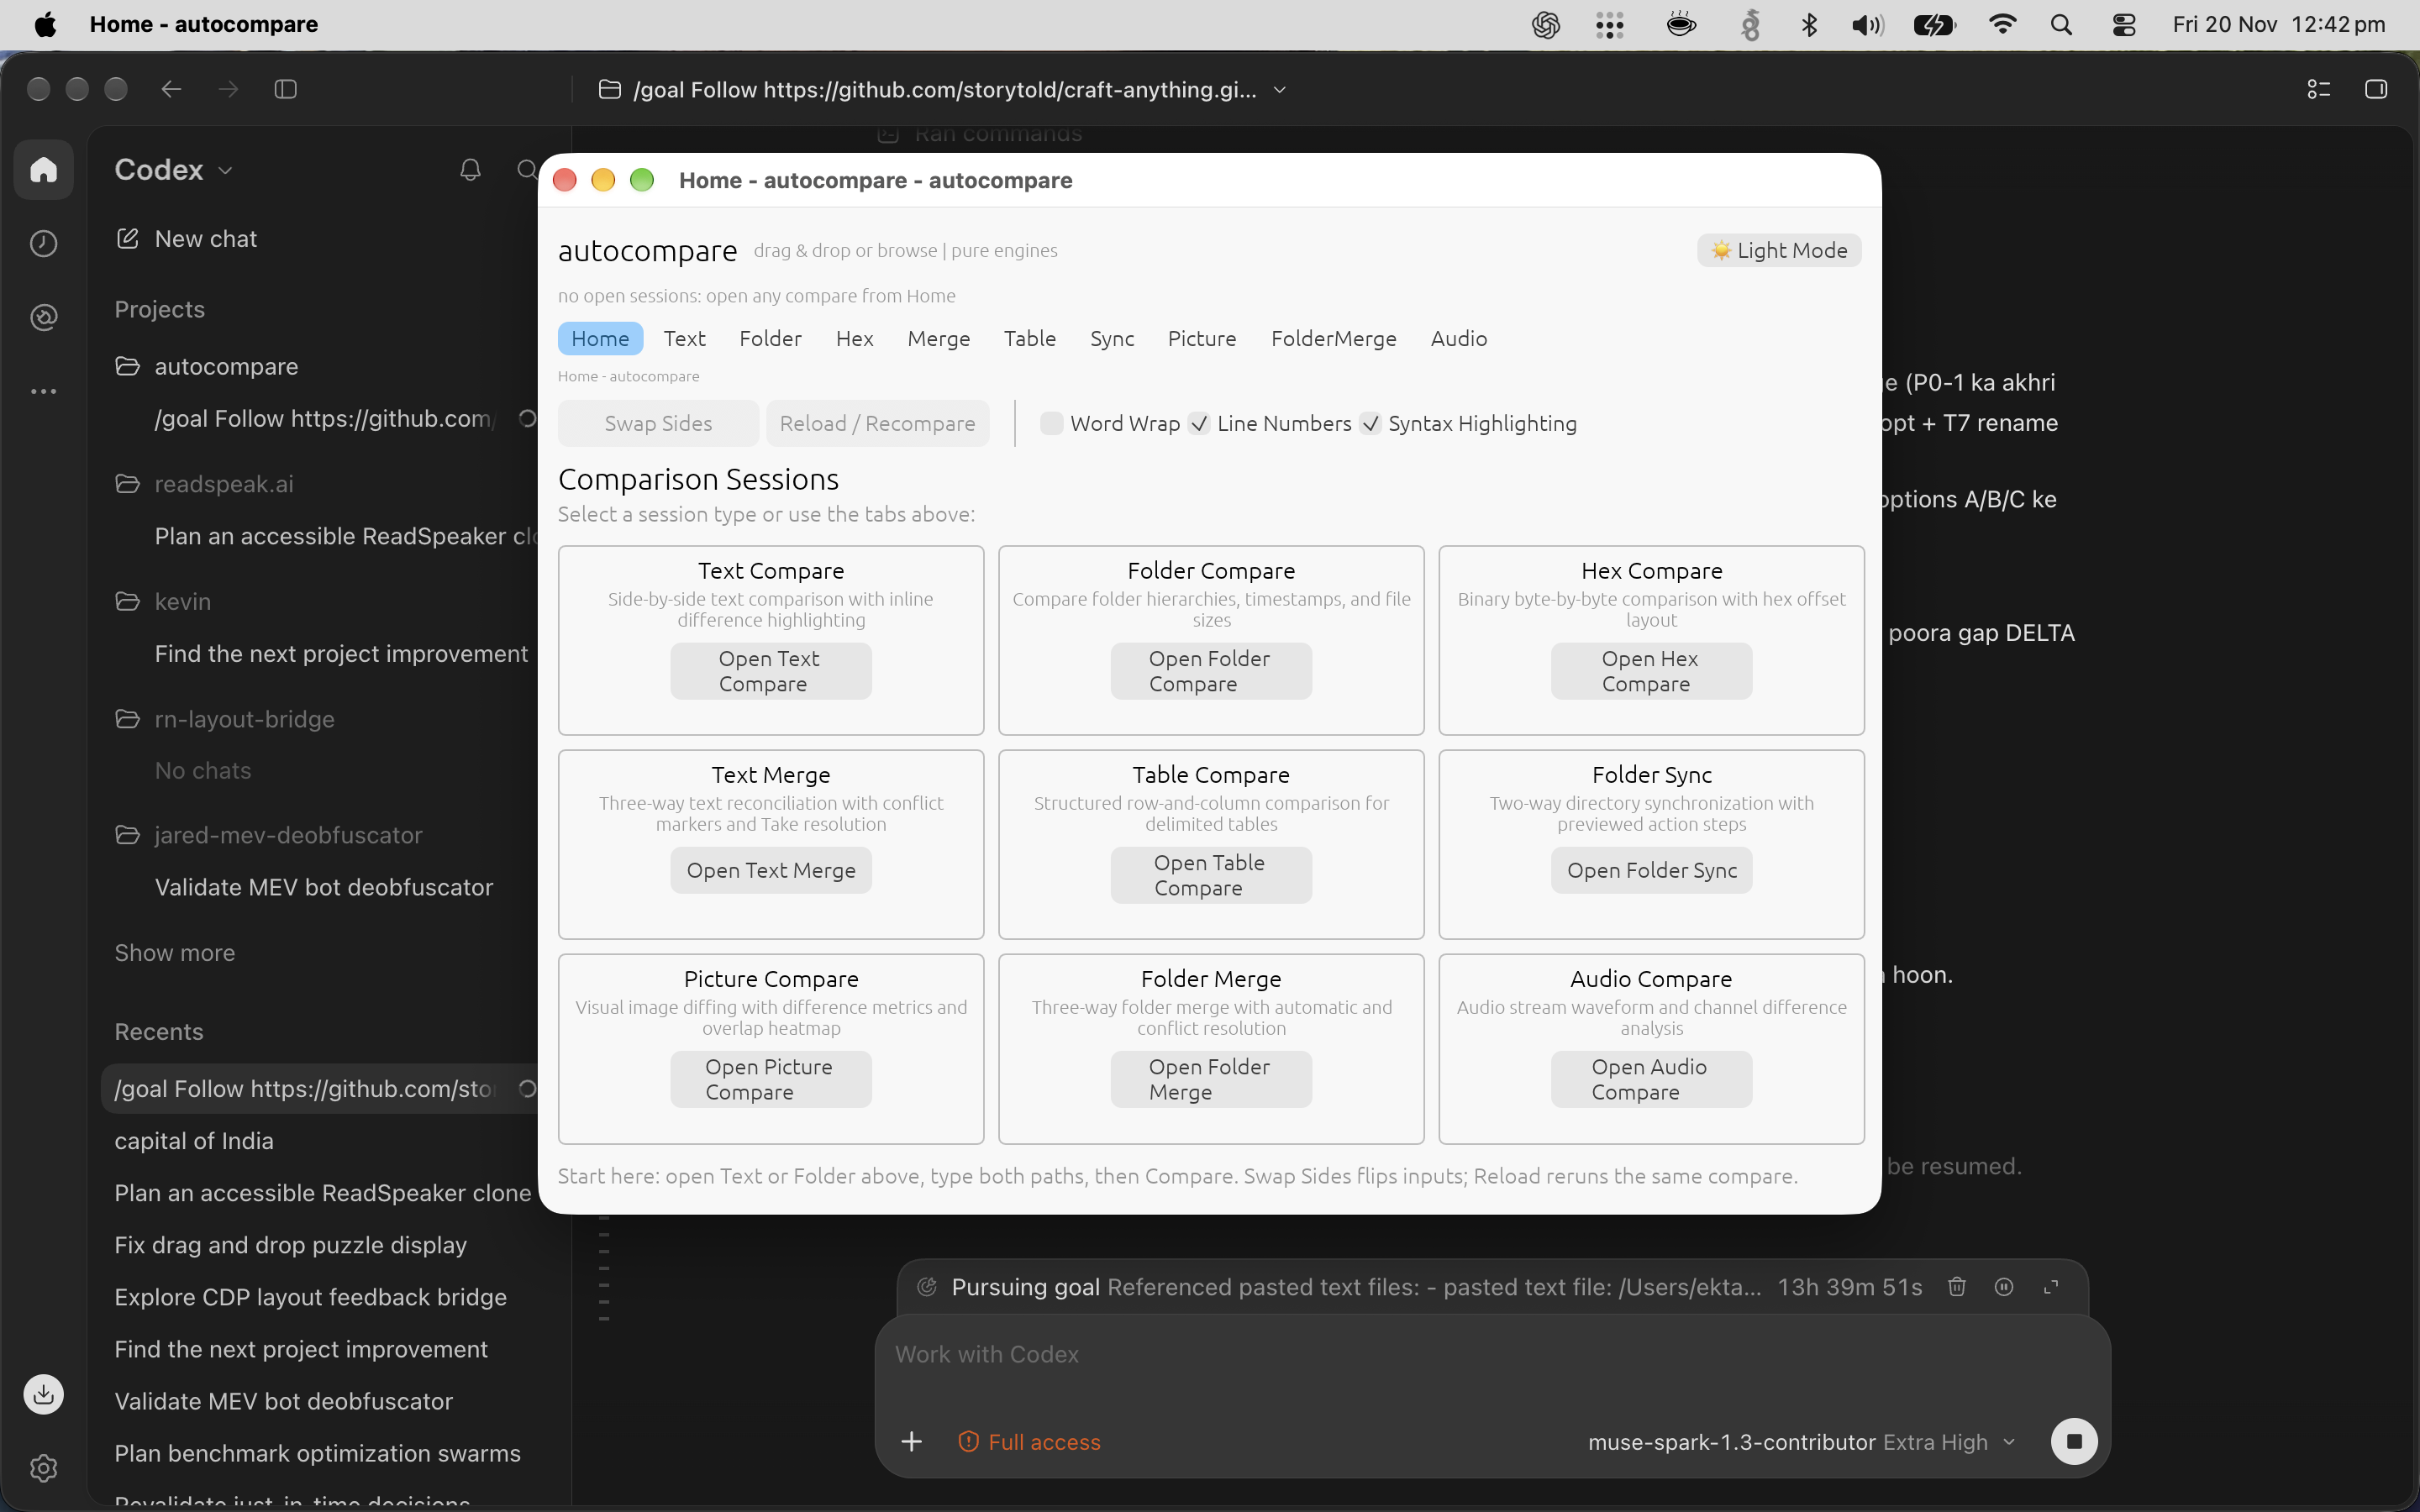 Home - autocompare
Fri 20 Nov 12:42 pm
/goal Follow https://github.com/storytold/craft-anything.gi...
Codex
New chat
Projects
autocompare
/goal Follow https://github.com/
readspeak.ai
Plan an accessible ReadSpeaker cl
kevin
Find the next project improvement
rn-layout-bridge
No chats
jared-mev-deobfuscator
Validate MEV bot deobfuscator
Show more
Recents
/goal Follow https://github.com/sto
capital of India
Plan an accessible ReadSpeaker clone
Fix drag and drop puzzle display
Explore CDP layout feedback bridge
Find the next project improvement
Validate MEV bot deobfuscator
Plan benchmark optimization swarms
Revalidate just-in-time decisions
Ran commands
Home - autocompare - autocompare
autocompare drag & drop or browse | pure engines
Light Mode
no open sessions: open any compare from Home
Home Text Folder Hex Merge Table Sync Picture FolderMerge Audio
Home - autocompare
Swap Sides Reload / Recompare Word Wrap Line Numbers Syntax Highlighting
Comparison Sessions
Select a session type or use the tabs above:
Text Compare
Side-by-side text comparison with inline
difference highlighting
Open Text
Compare
Folder Compare
Compare folder hierarchies, timestamps, and file
sizes
Open Folder
Compare
Hex Compare
Binary byte-by-byte comparison with hex offset
layout
Open Hex
Compare
Text Merge
Three-way text reconciliation with conflict
markers and Take resolution
Open Text Merge
Table Compare
Structured row-and-column comparison for
delimited tables
Open Table
Compare
Folder Sync
Two-way directory synchronization with
previewed action steps
Open Folder Sync
Picture Compare
Visual image diffing with difference metrics and
overlap heatmap
Open Picture
Compare
Folder Merge
Three-way folder merge with automatic and
conflict resolution
Open Folder
Merge
Audio Compare
Audio stream waveform and channel difference
analysis
Open Audio
Compare
Start here: open Text or Folder above, type both paths, then Compare. Swap Sides flips inputs; Reload reruns the same compare.
(P0-1 ka akhri
+ T7 rename
options A/B/C ke
poora gap DELTA
hoon.
be resumed.
Pursuing goal Referenced pasted text files: - pasted text file: /Users/ekta... 13h 39m 51s
Work with Codex
Full access
muse-spark-1.3-contributor Extra High